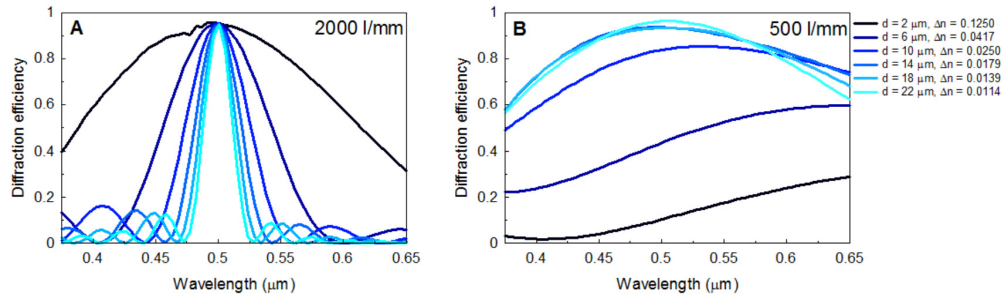 A
2000 l/mm
Diffraction efficiency
1
0.8
0.6
0.4
0.2
0
0.4
0.45
0.5
0.55
0.6
0.65
Wavelength (μm)
B
500 l/mm
Diffraction efficiency
1
0.8
0.6
0.4
0.2
0
0.4
0.45
0.5
0.55
0.6
0.65
Wavelength (μm)
d = 2 μm, Δn = 0.1250
d = 6 μm, Δn = 0.0417
d = 10 μm, Δn = 0.0250
d = 14 μm, Δn = 0.0179
d = 18 μm, Δn = 0.0139
d = 22 μm, Δn = 0.0114